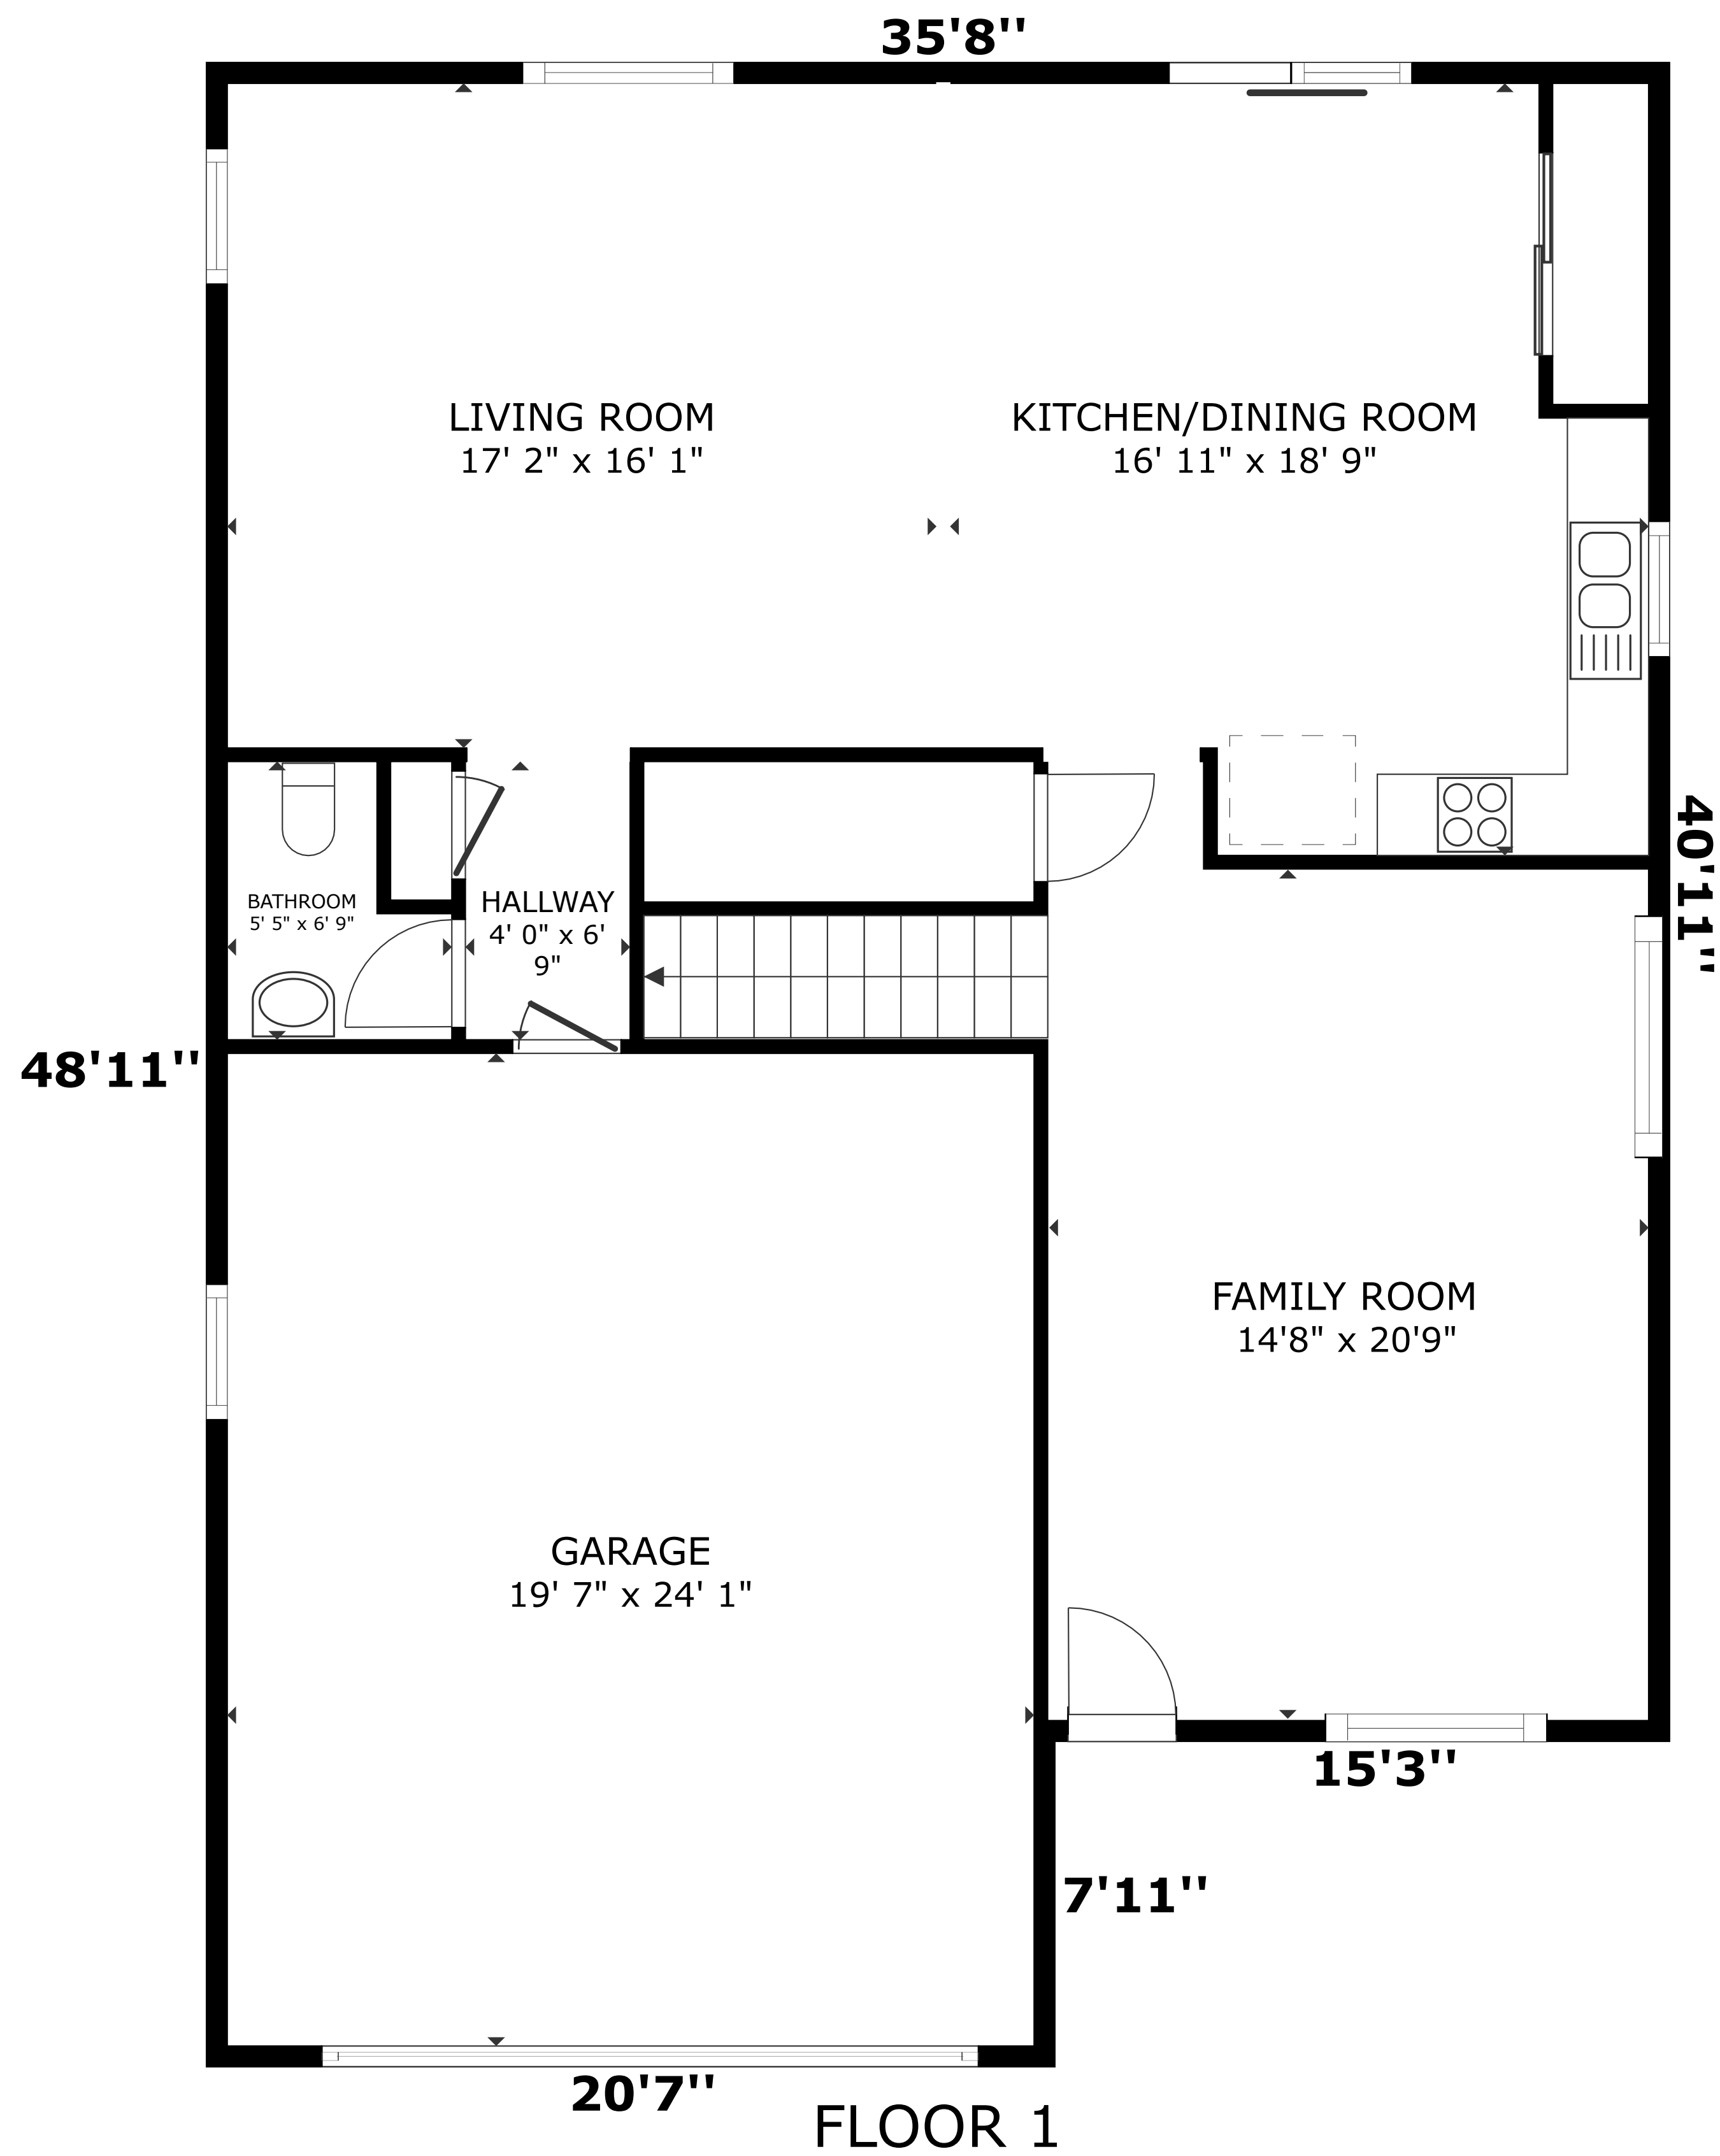 35'8''
LIVING ROOM
17' 2" x 16' 1"
KITCHEN/DINING ROOM
16' 11" x 18' 9"
40'11''
BATHROOM
5' 5" x 6' 9"
HALLWAY
4' 0" x 6'
9"
48'11''
FAMILY ROOM
14'8" x 20'9"
GARAGE
19' 7" x 24' 1"
15'3''
7'11''
20'7''
FLOOR 1